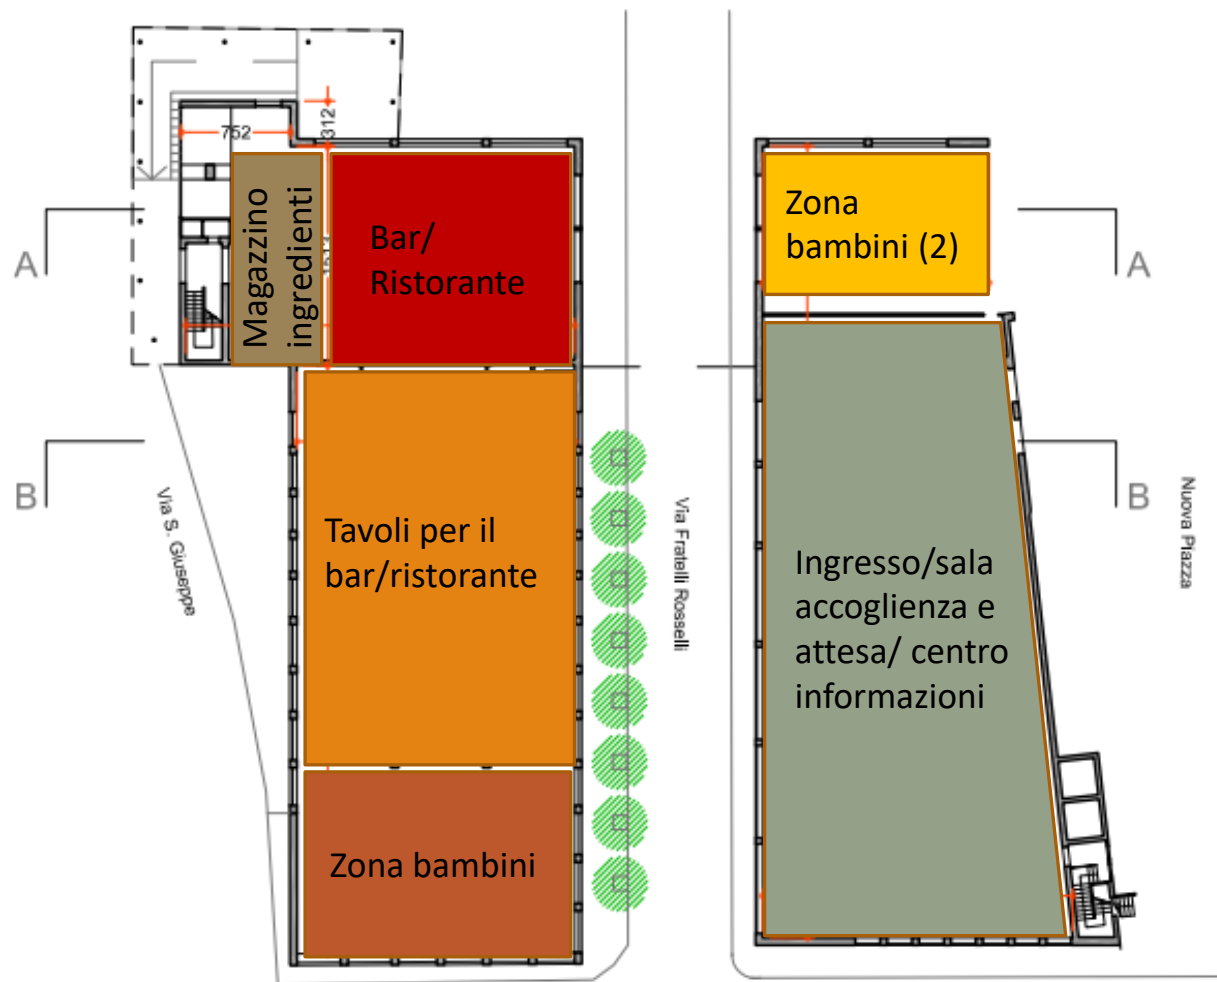 312
752
Magazzino
ingredienti
Bar/
Ristorante
Zona
bambini (2)
A
A
B
B
Via S. Giuseppe
Tavoli per il
bar/ristorante
Via Fratelli Rosselli
Nuova Piazza
Ingresso/sala
accoglienza e
attesa/ centro
informazioni
Zona bambini